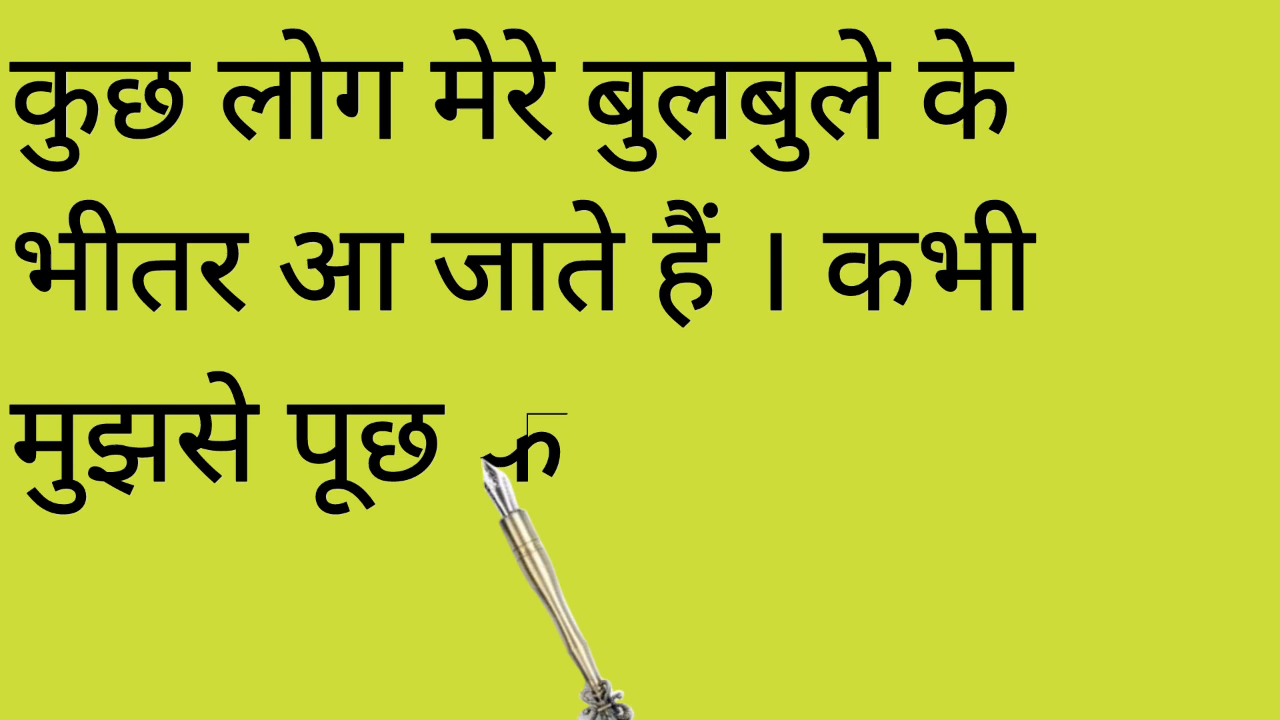 कुछ लोग मेरे बुलबुले के
भीतर आ जाते हैं । कभी
मुझसे पूछ